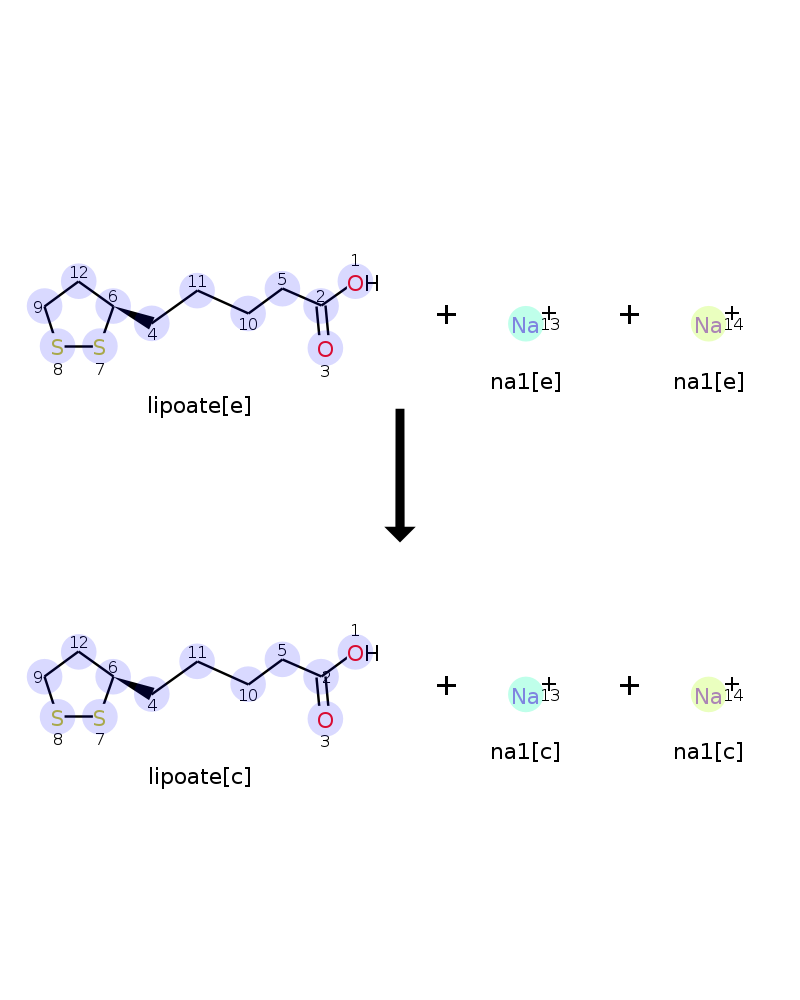 12 11 5 1
9 6 2 OH
4 10
S S O
8 7 3
+ Na+ 13 + Na+ 14
lipoate[e] na1[e] na1[e]
12 11 5 1
9 6 2 OH
4 10
S S O
8 7 3
+ Na+ 13 + Na+ 14
lipoate[c] na1[c] na1[c]